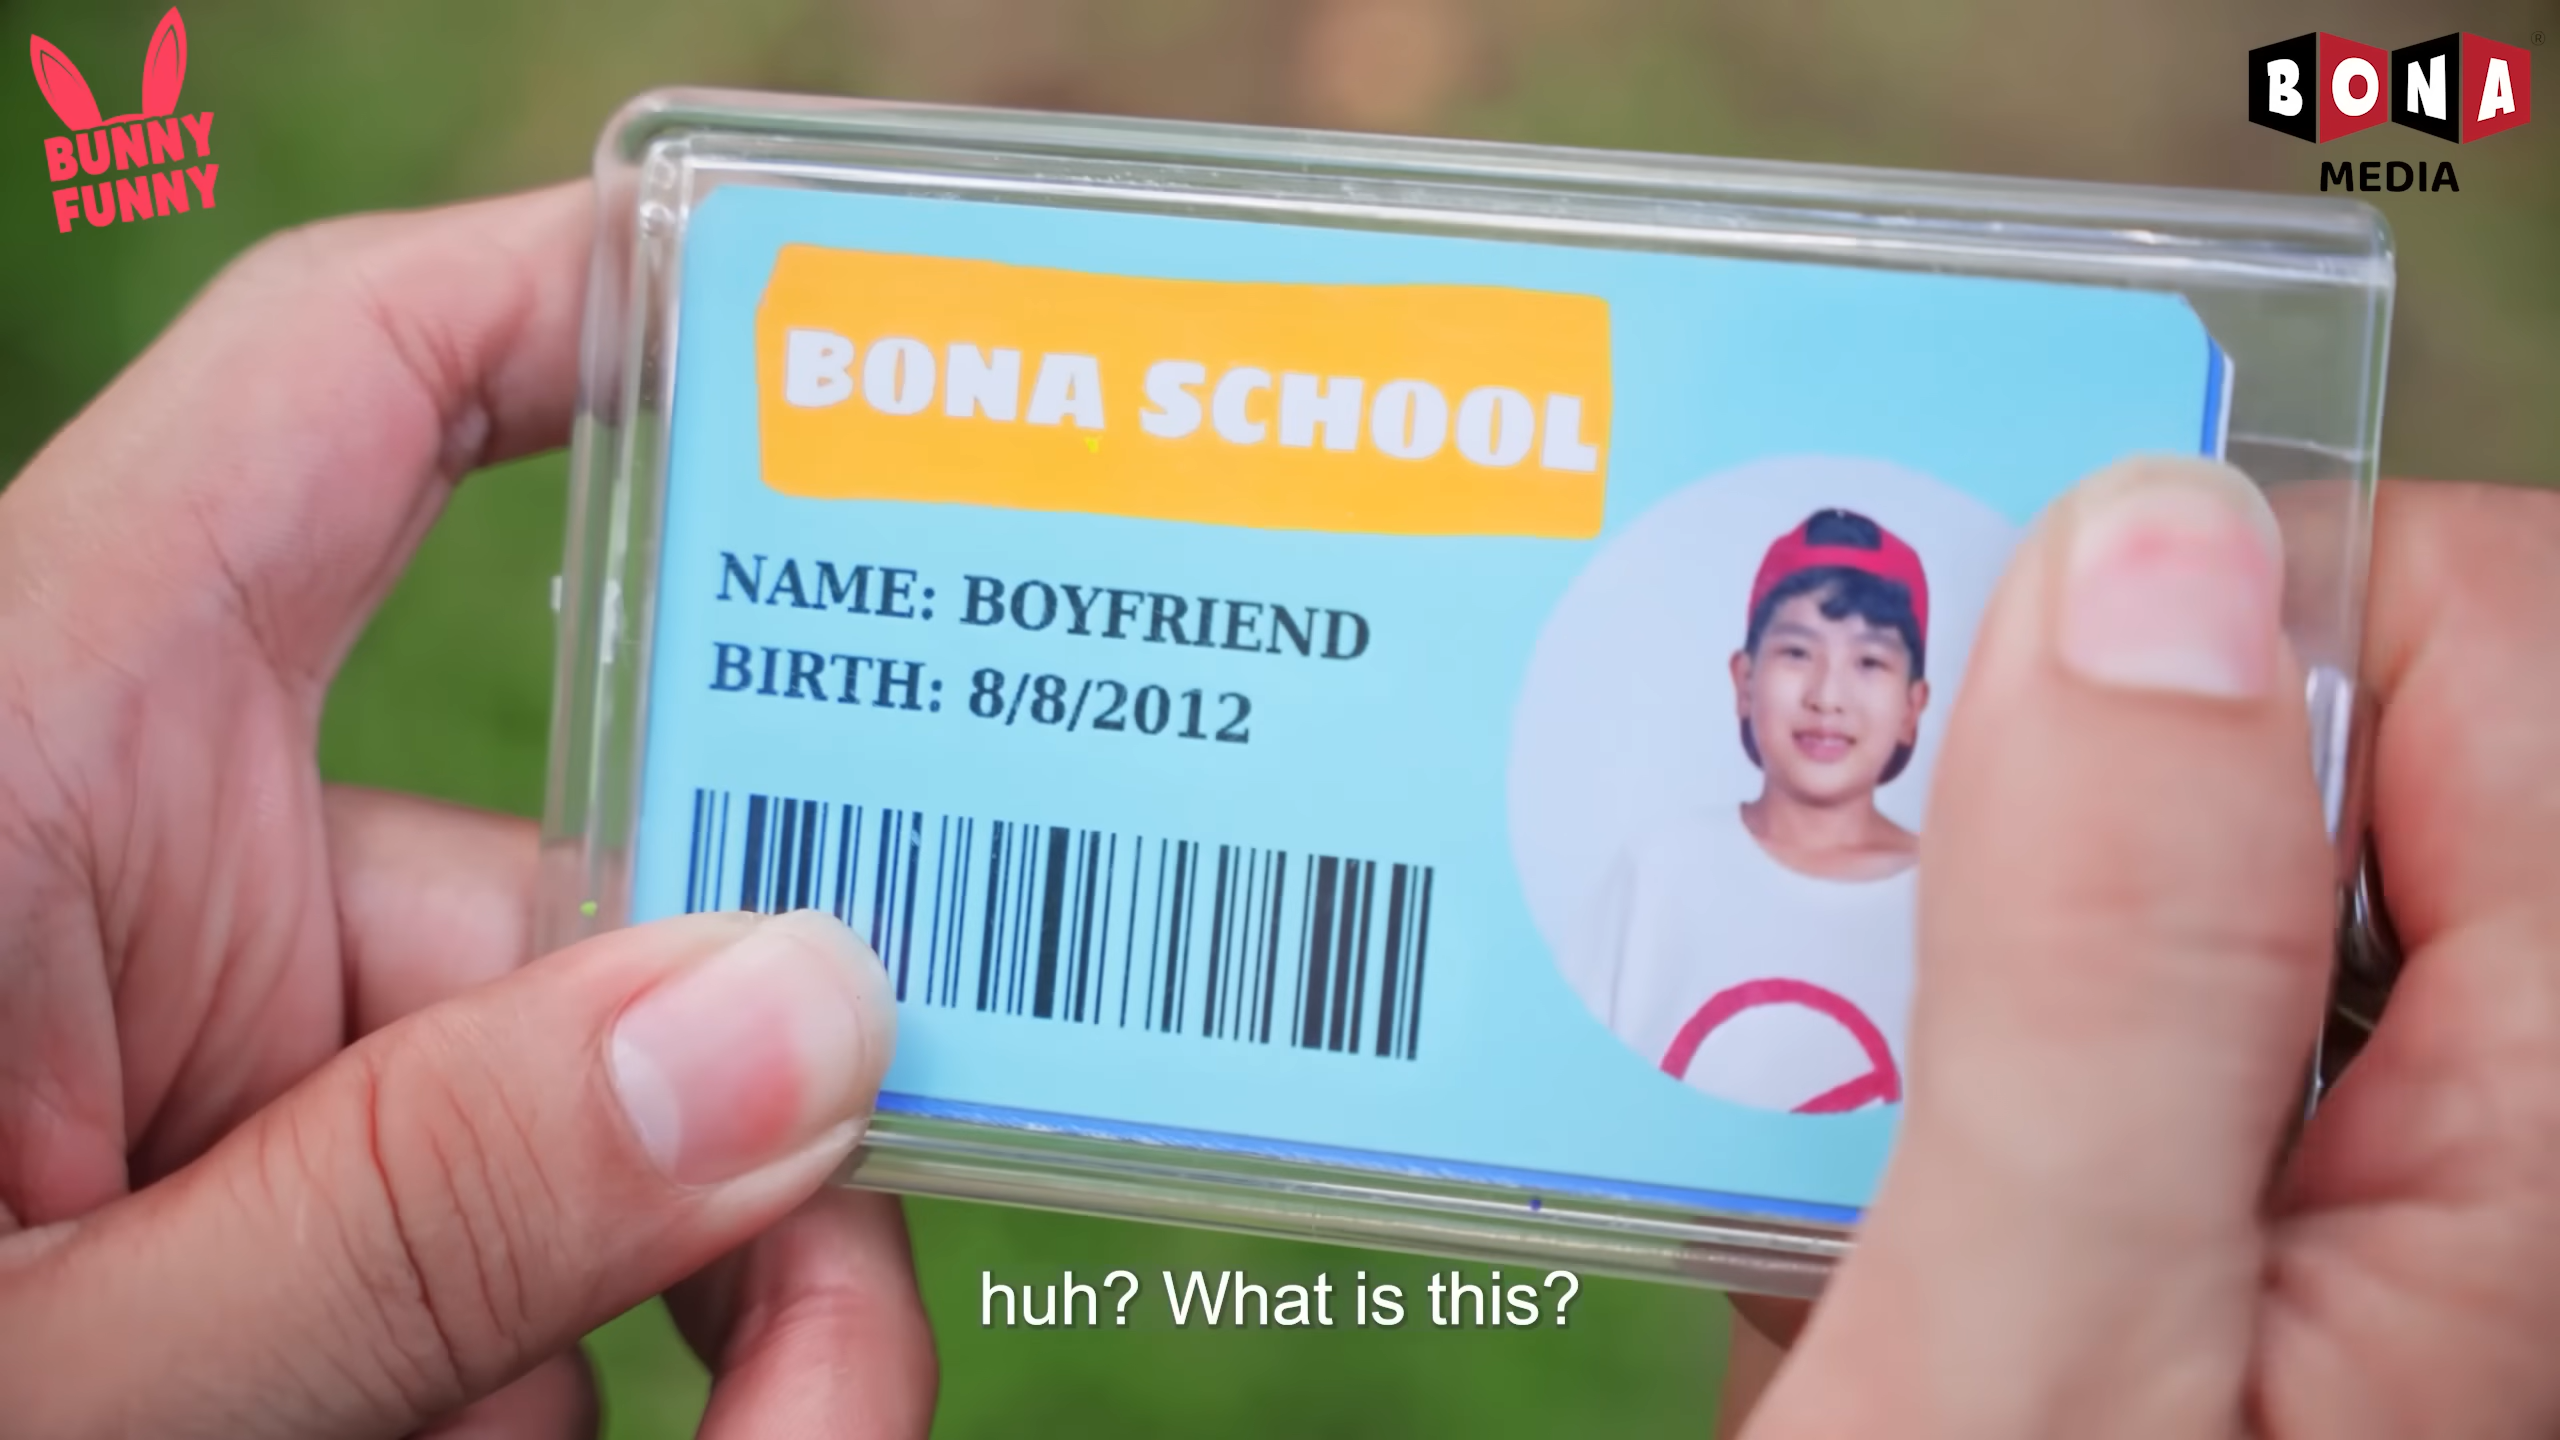 BUNNY
FUNNY
BONA
®
MEDIA
BONA SCHOOL
NAME: BOYFRIEND
BIRTH: 8/8/2012
huh? What is this?